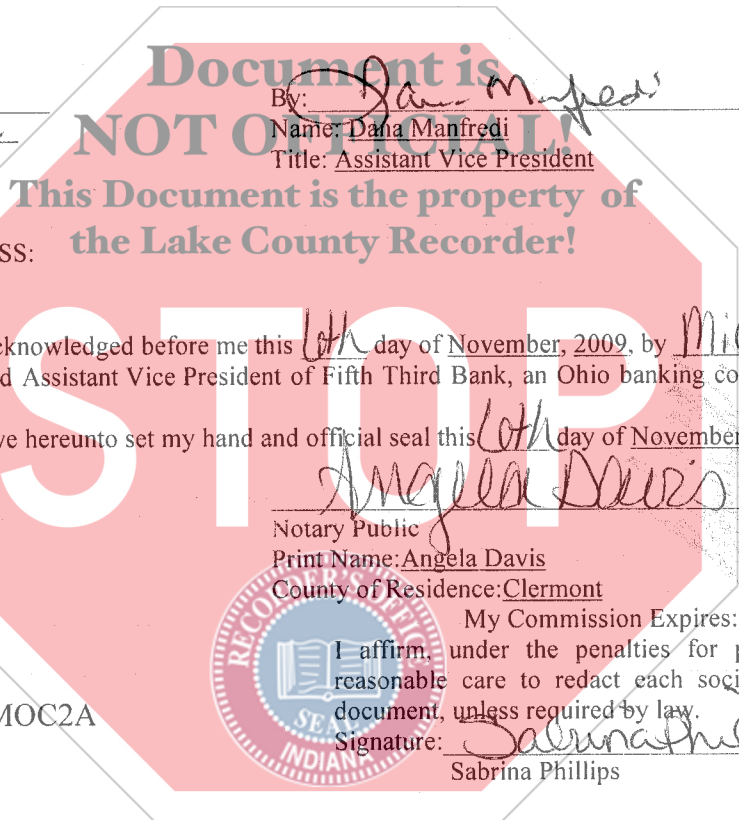 Document is
NOT OFFICIAL!
This Document is the property of
the Lake County Recorder!
STOP
By: Dana Manfredi
Name: Dana Manfredi
Title: Assistant Vice President
SS:
cknowledged before me this 6th day of November, 2009, by Mi
d Assistant Vice President of Fifth Third Bank, an Ohio banking co
ve hereunto set my hand and official seal this 6th day of November
Angela Davis
Notary Public
Print Name: Angela Davis
County of Residence: Clermont
My Commission Expires:
I affirm, under the penalties for p
reasonable care to redact each soci
document, unless required by law.
MOC2A
Signature: Sabrina Phil
Sabrina Phillips
RECORDER'S OFFICE
SEAL
INDIANA